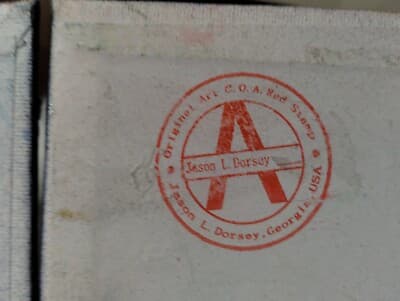 Original Art C.O.A. Red Stamp
A
Jason L Dorsey
Jason L. Dorsey. Georgia, USA